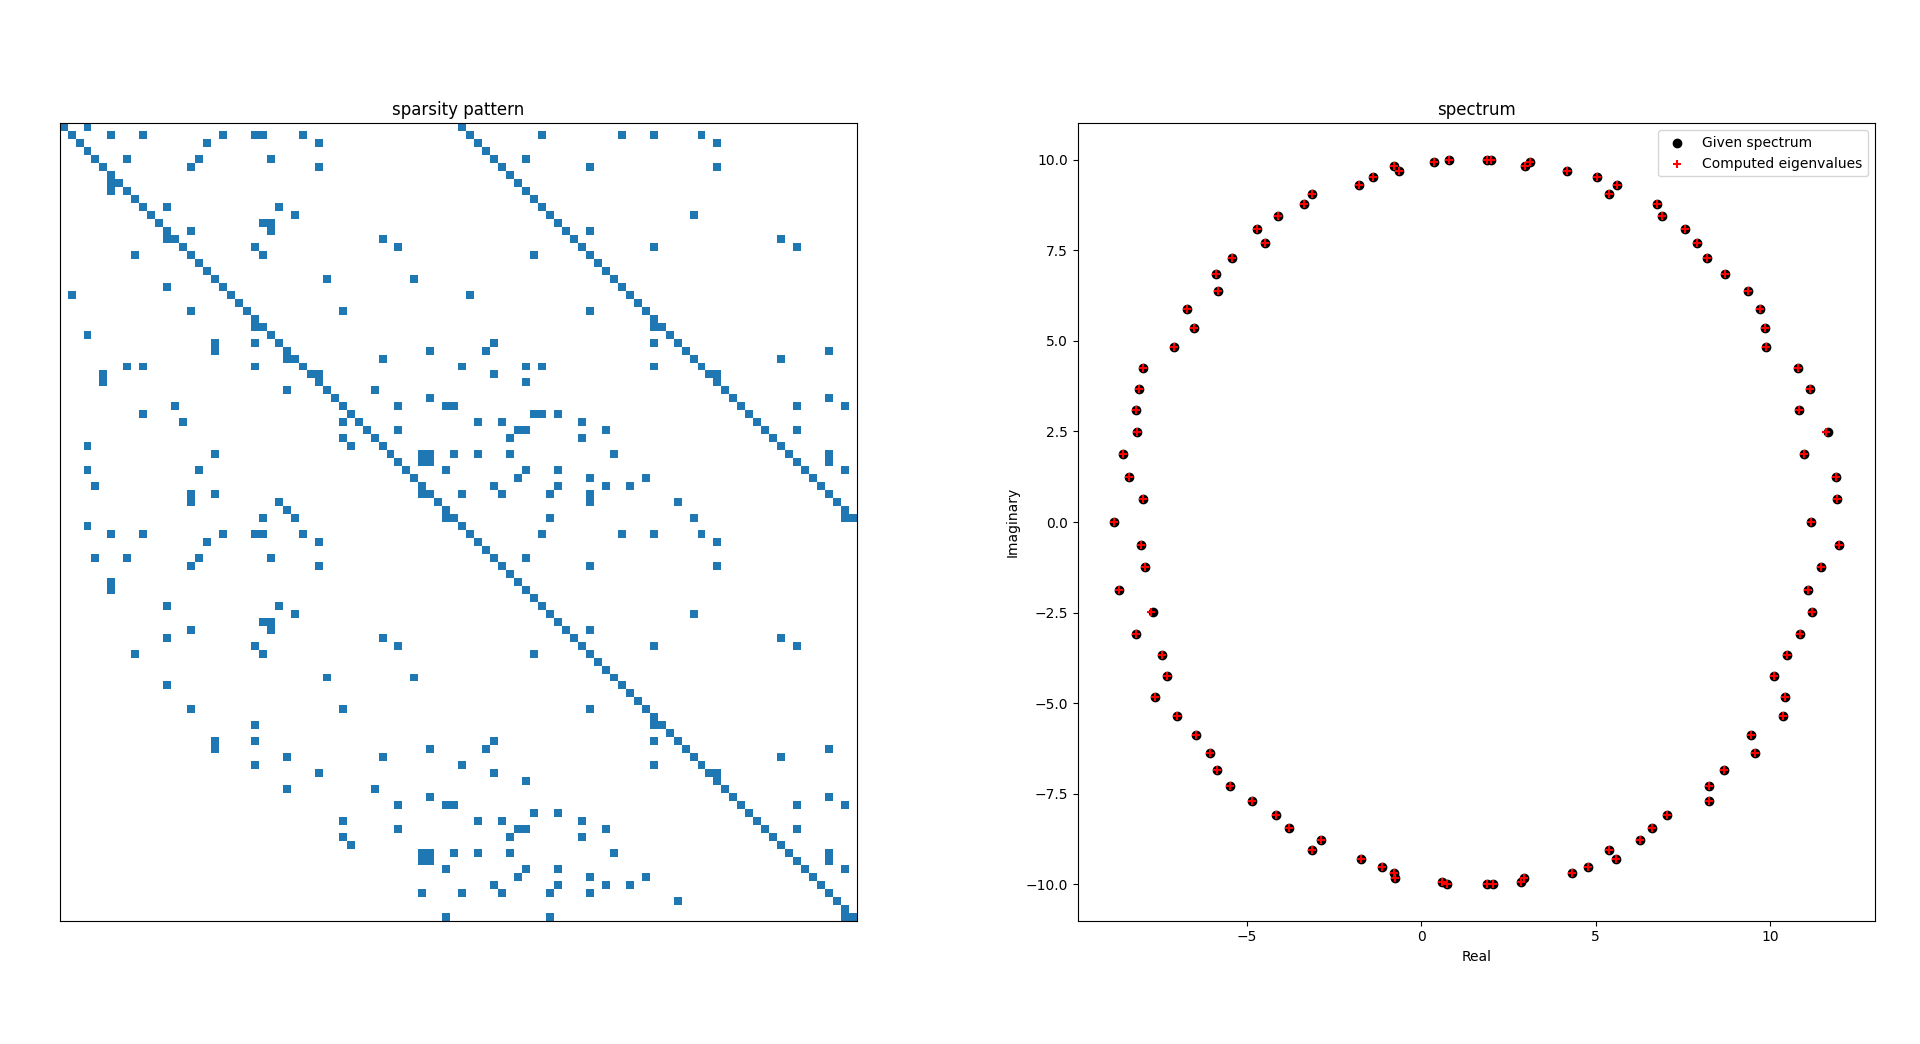 sparsity pattern
spectrum
Given spectrum
Computed eigenvalues
10.0
7.5
5.0
2.5
0.0
−2.5
−5.0
−7.5
−10.0
Imaginary
−5
0
5
10
Real